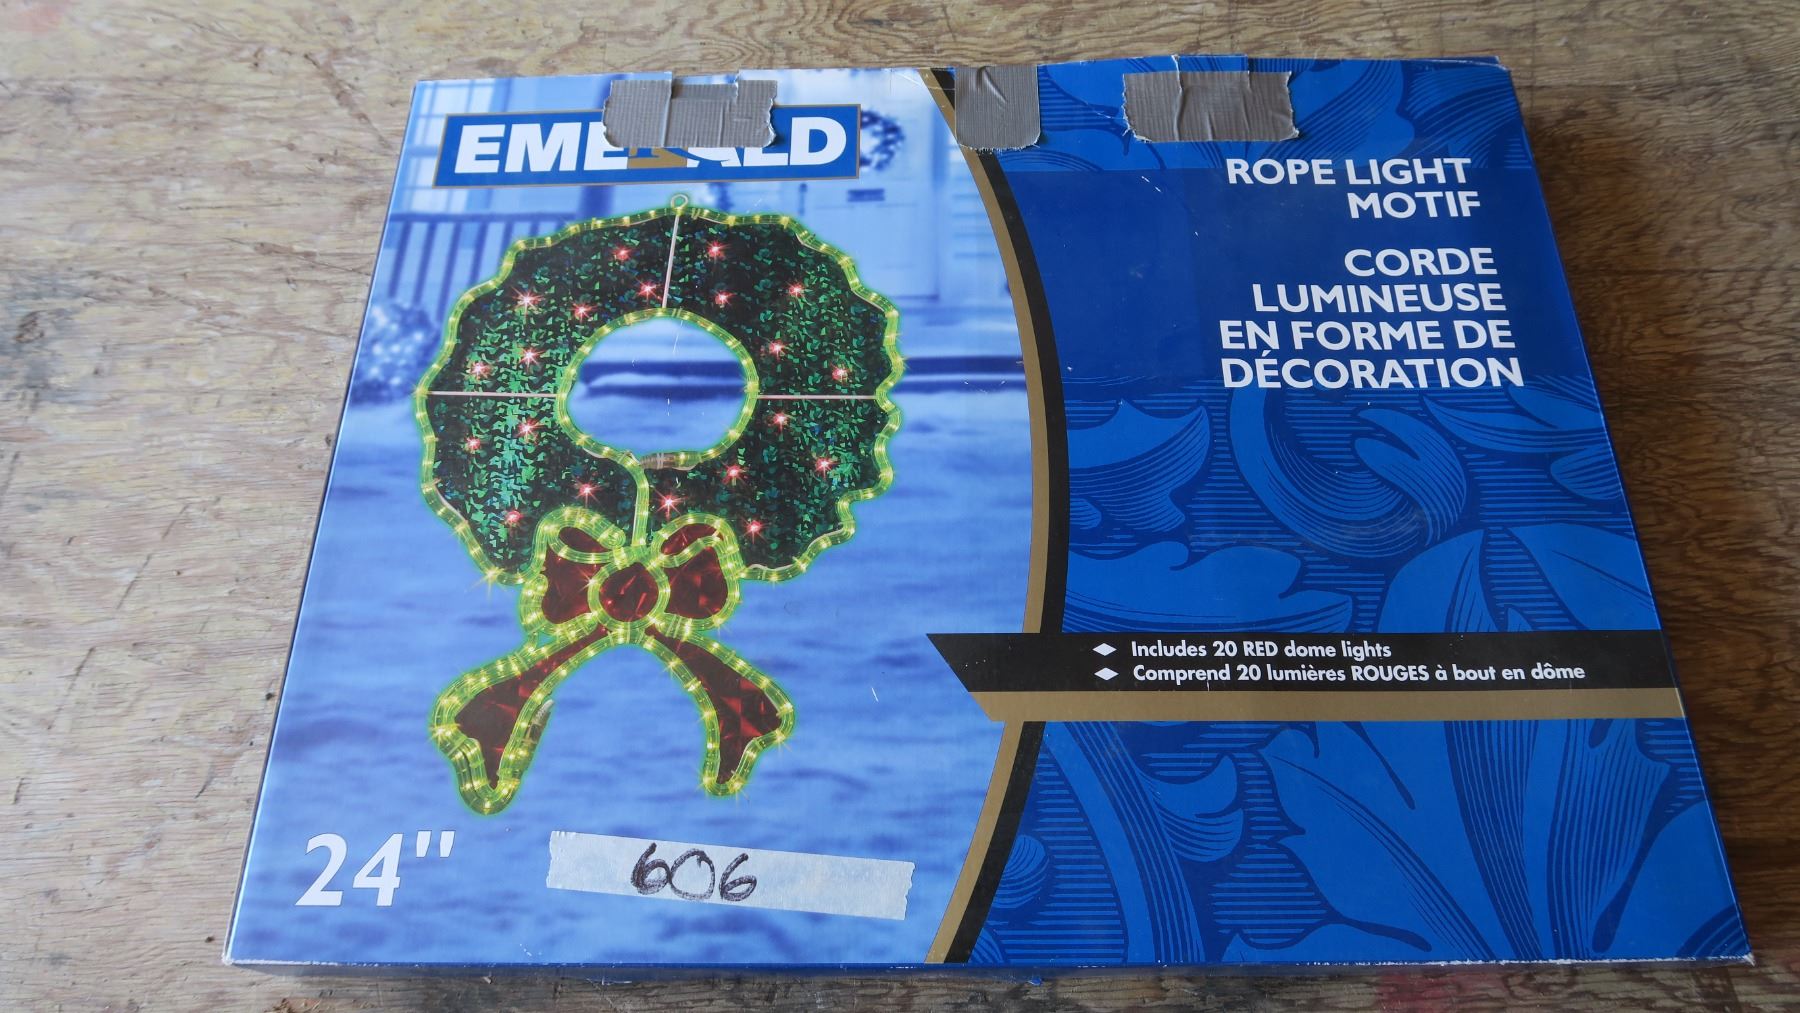 EMERALD
ROPE LIGHT
MOTIF
CORDE
LUMINEUSE
EN FORME DE
DÉCORATION
Includes 20 RED dome lights
Comprend 20 lumières ROUGES à bout en dôme
24"
606